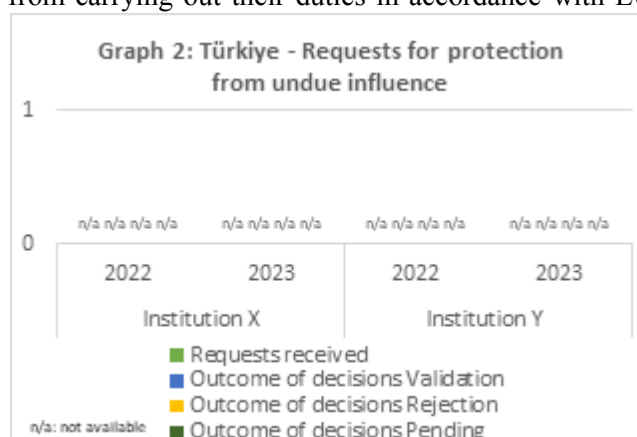 from carrying out their duties in accordance with
Graph 2: Türkiye - Requests for protection
from undue influence
1
n/a n/a n/a n/a n/a n/a n/a n/a n/a n/a n/a n/a n/a n/a n/a n/a
0
2022 2023 2022 2023
Institution X Institution Y
Requests received
Outcome of decisions Validation
Outcome of decisions Rejection
n/a: not available Outcome of decisions Pending